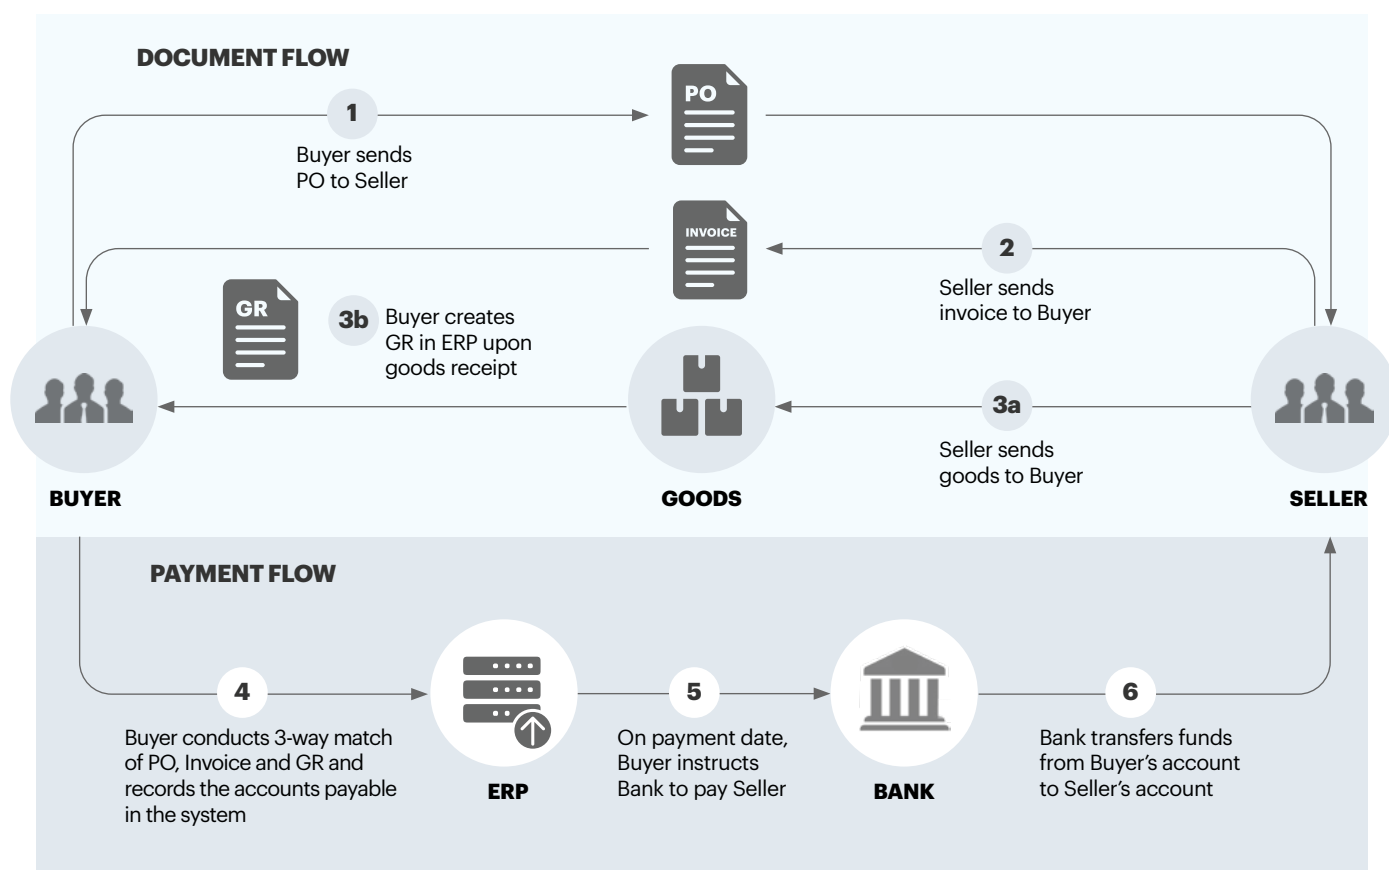 DOCUMENT FLOW
1
Buyer sends
PO to Seller
PO
INVOICE
2
Seller sends
invoice to Buyer
GR
3b
Buyer creates
GR in ERP upon
goods receipt
3a
Seller sends
goods to Buyer
BUYER
GOODS
SELLER
PAYMENT FLOW
4
Buyer conducts 3-way match
of PO, Invoice and GR and
records the accounts payable
in the system
ERP
5
On payment date,
Buyer instructs
Bank to pay Seller
BANK
6
Bank transfers funds
from Buyer’s account
to Seller’s account